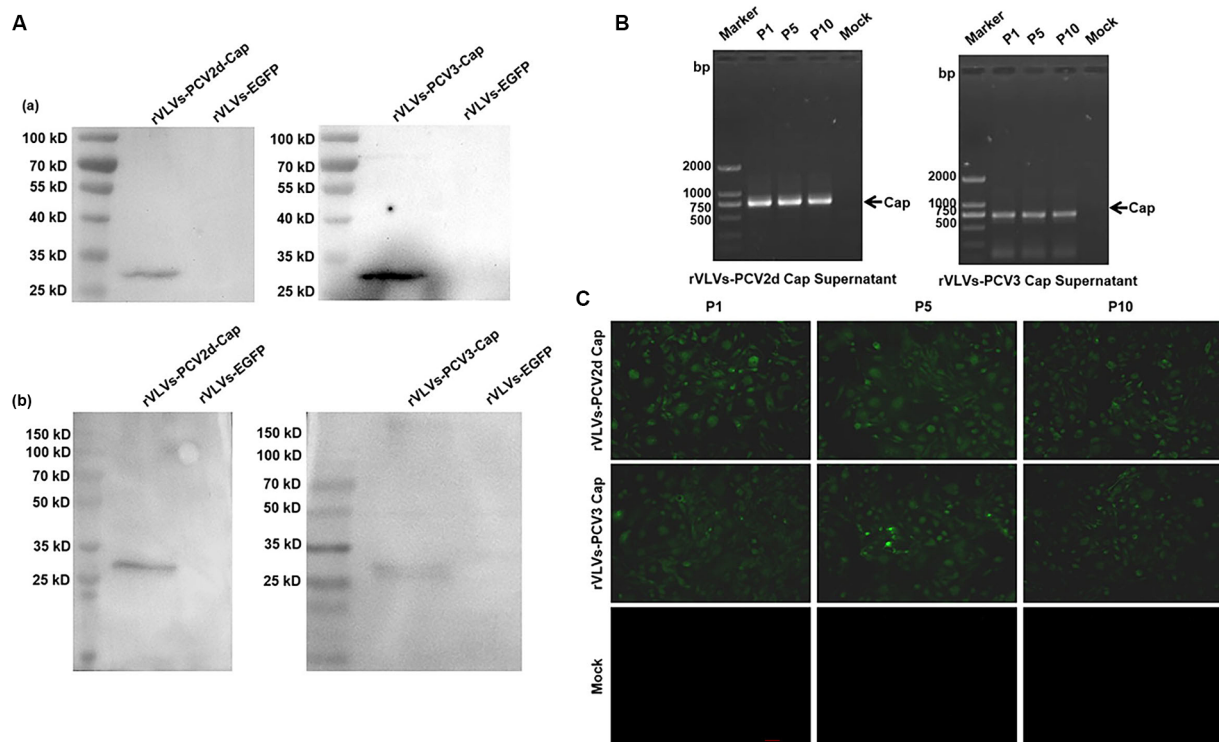 A
(a)
rVLVs-PCV2d-Cap
rVLVs-EGFP
100 kD
70 kD
55 kD
40 kD
35 kD
25 kD
rVLVs-PCV3-Cap
rVLVs-EGFP
100 kD
70 kD
55 kD
40 kD
35 kD
25 kD
(b)
rVLVs-PCV2d-Cap
rVLVs-EGFP
150 kD
100 kD
70 kD
50 kD
35 kD
25 kD
rVLVs-PCV3-Cap
rVLVs-EGFP
150 kD
100 kD
70 kD
50 kD
35 kD
25 kD
B
Marker P1 P5 P10 Mock
bp
2000
1000
750
500
Cap
rVLVs-PCV2d Cap Supernatant
Marker P1 P5 P10 Mock
bp
2000
1000
750
500
Cap
rVLVs-PCV3 Cap Supernatant
C
P1 P5 P10
rVLVs-PCV2d Cap
rVLVs-PCV3 Cap
Mock